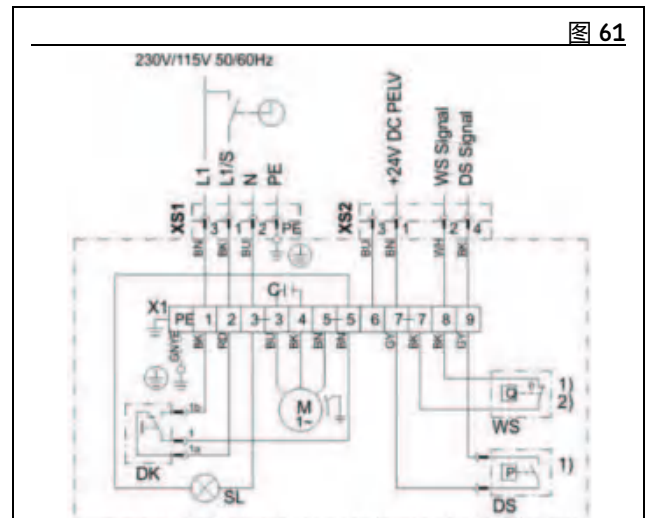 图 61
230V/115V 50/60Hz
L1
L1/S
N
PE
+24V DC PELV
WS Signal
DS Signal
XS1
3
1
2
PE
XS2
3
1
2
4
BN
BK
BU
BU
BN
WH
BK
C
X1
PE 1 2 3 3 4 5 5 6 7 7 8 9
GNYE
BK
RD
BU
BK
BN
BN
GY
BK
BK
GY
1b
1
1a
DK
M
1~
SL
Q
1)
2)
WS
P
1)
DS